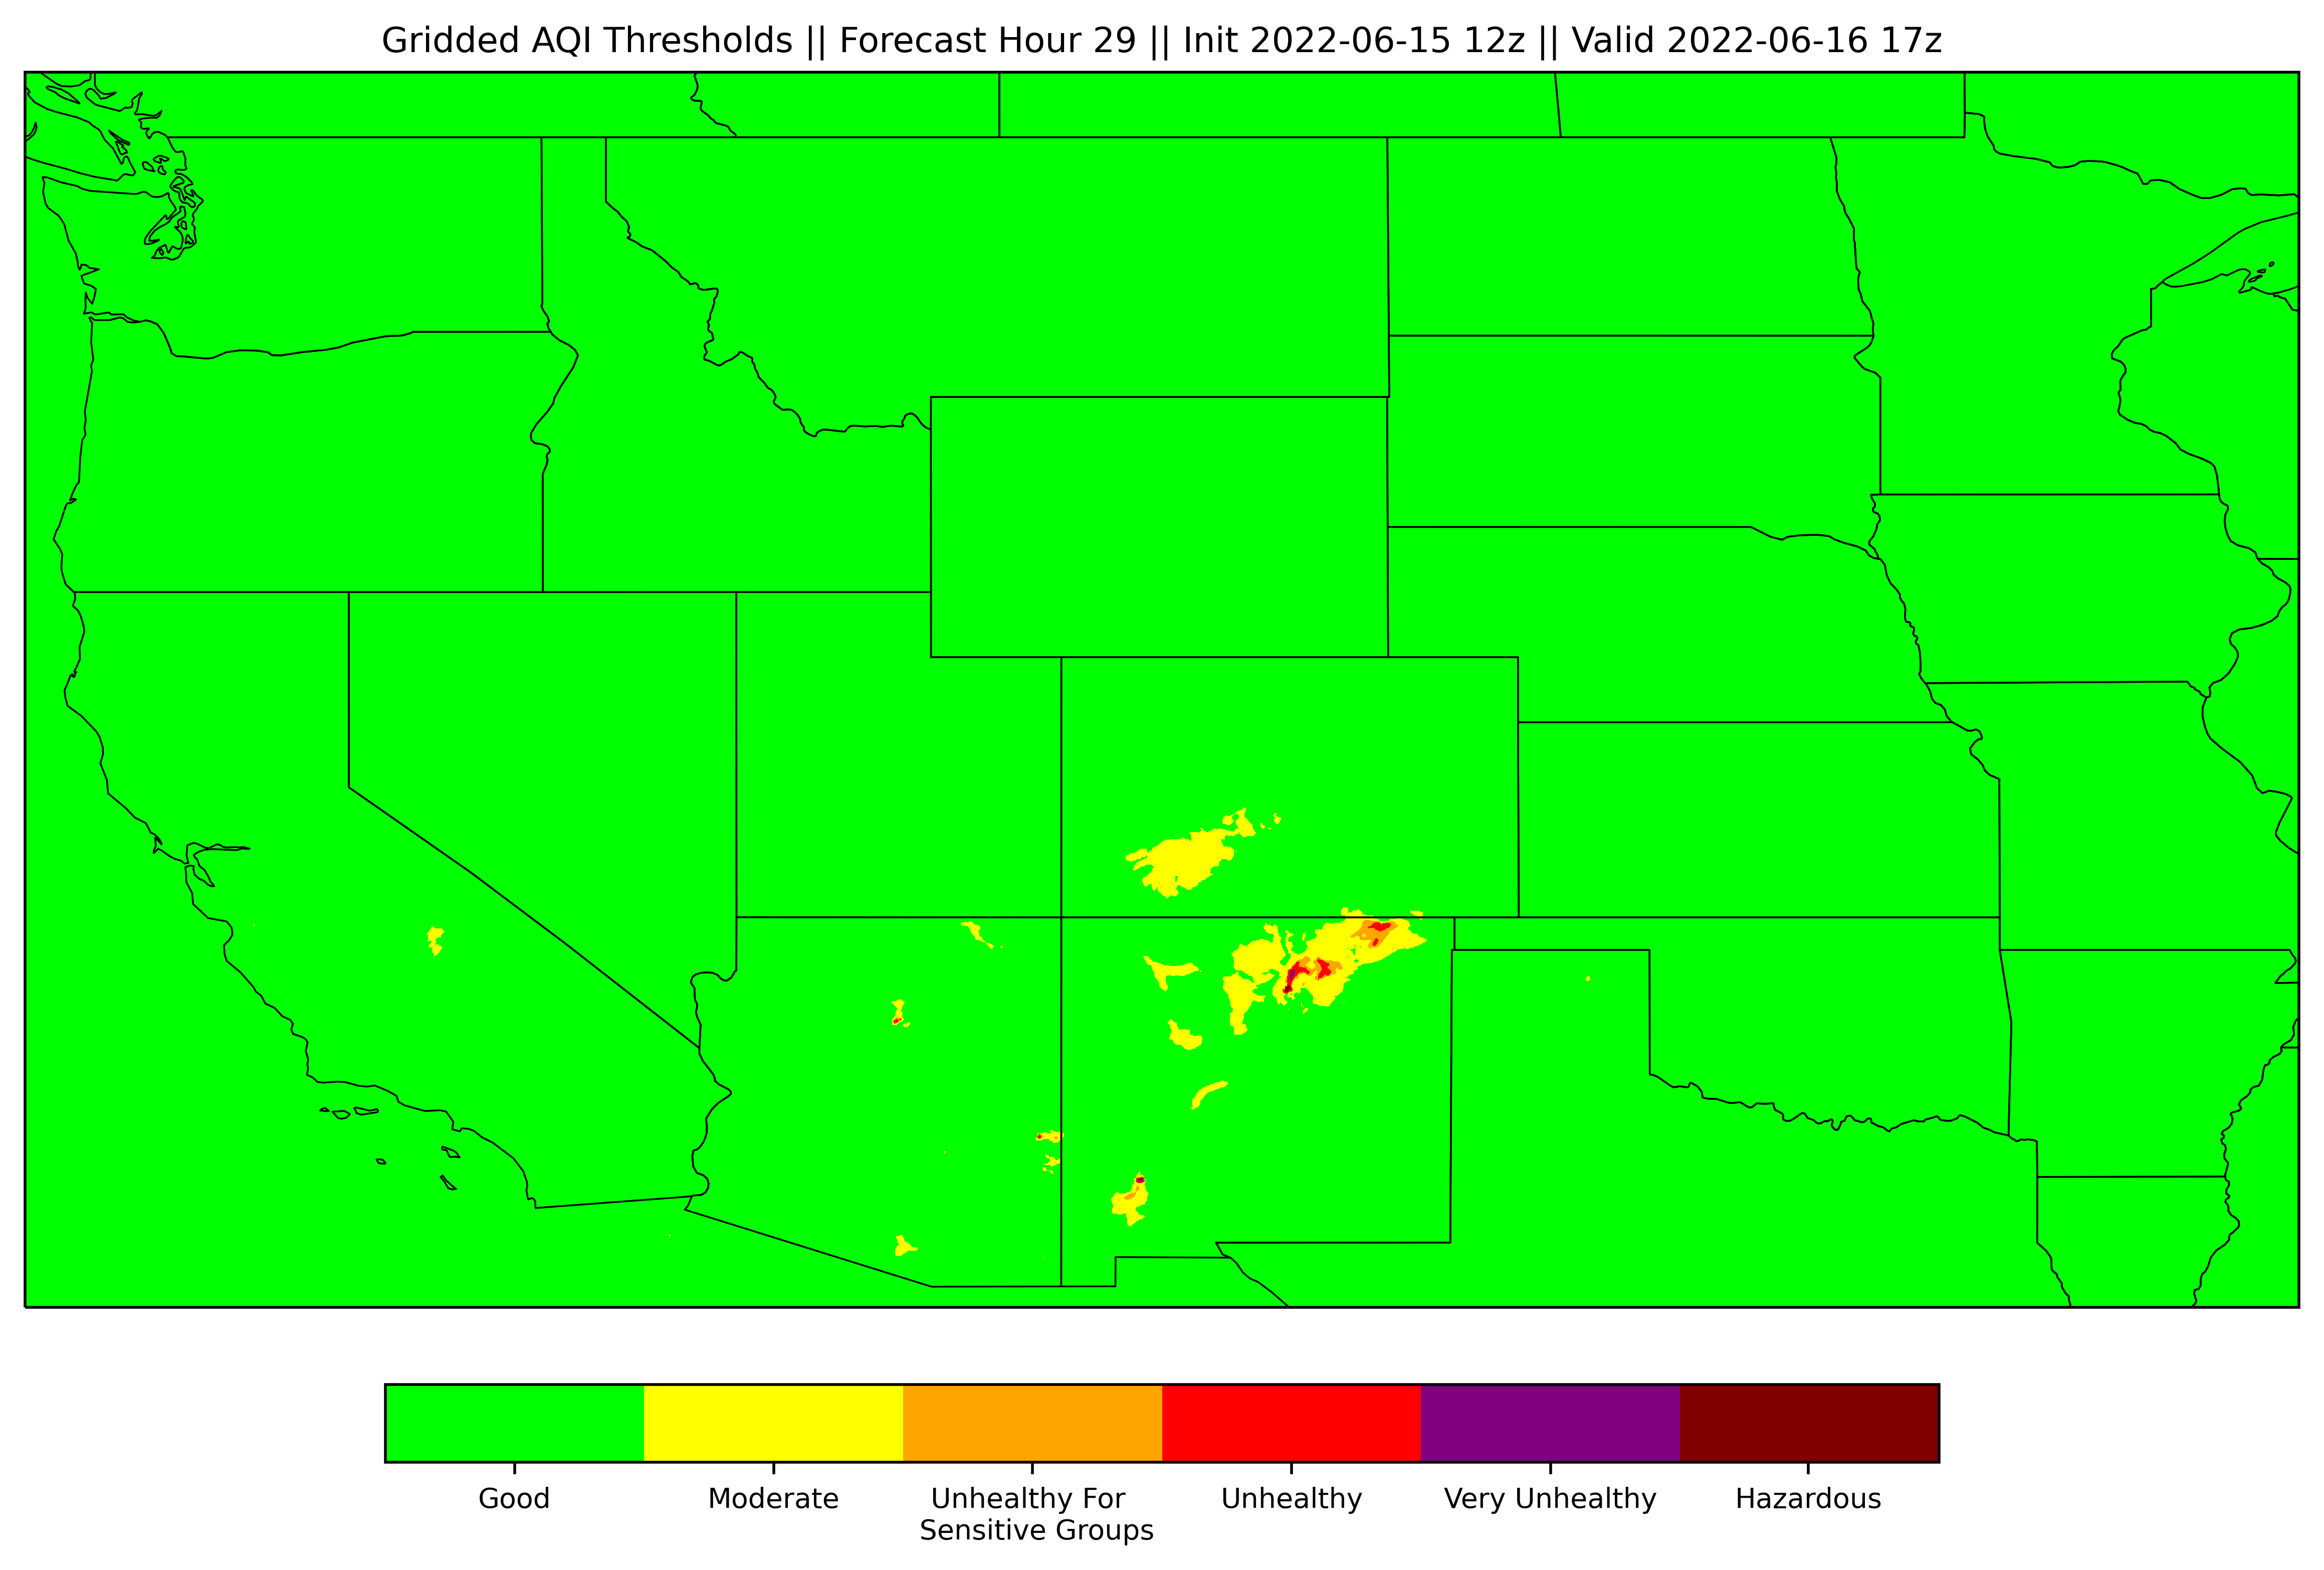 Gridded AQI Thresholds || Forecast Hour 29 || Init 2022-06-15 12z || Valid 2022-06-16 17z
Good
Moderate
Unhealthy For
Sensitive Groups
Unhealthy
Very Unhealthy
Hazardous